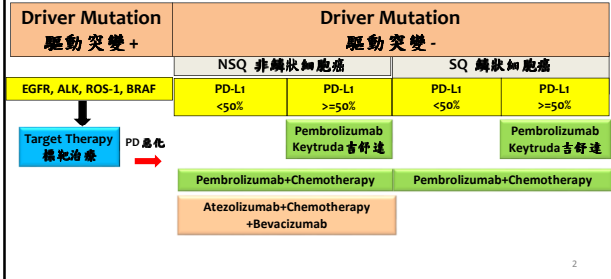 Driver Mutation
驅動突變 +
Driver Mutation
驅動突變 -
NSQ 非鱗狀細胞癌
SQ 鱗狀細胞癌
EGFR, ALK, ROS-1, BRAF
PD-L1
<50%
PD-L1
>=50%
PD-L1
<50%
PD-L1
>=50%
Target Therapy
標靶治療
PD 惡化
Pembrolizumab
Keytruda 吉舒達
Pembrolizumab
Keytruda 吉舒達
Pembrolizumab+Chemotherapy
Pembrolizumab+Chemotherapy
Atezolizumab+Chemotherapy
+Bevacizumab
2